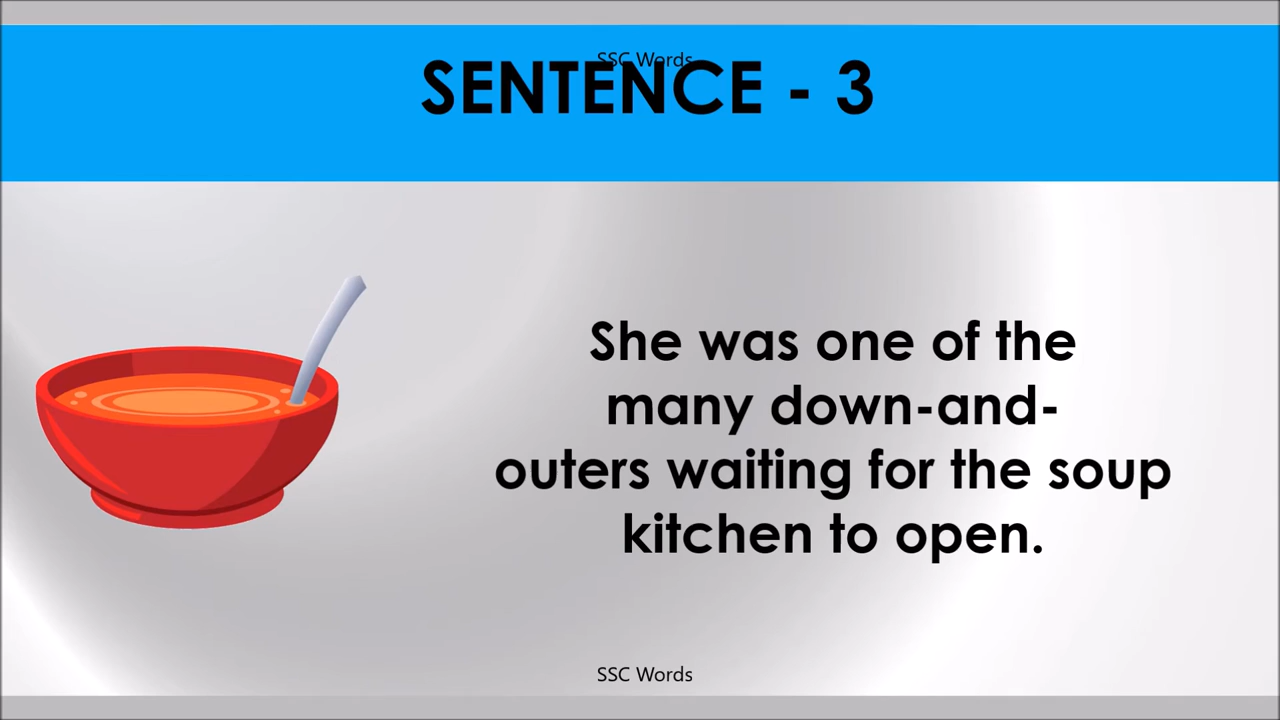 SSC Words
SENTENCE - 3
She was one of the
many down-and-
outers waiting for the soup
kitchen to open.
SSC Words